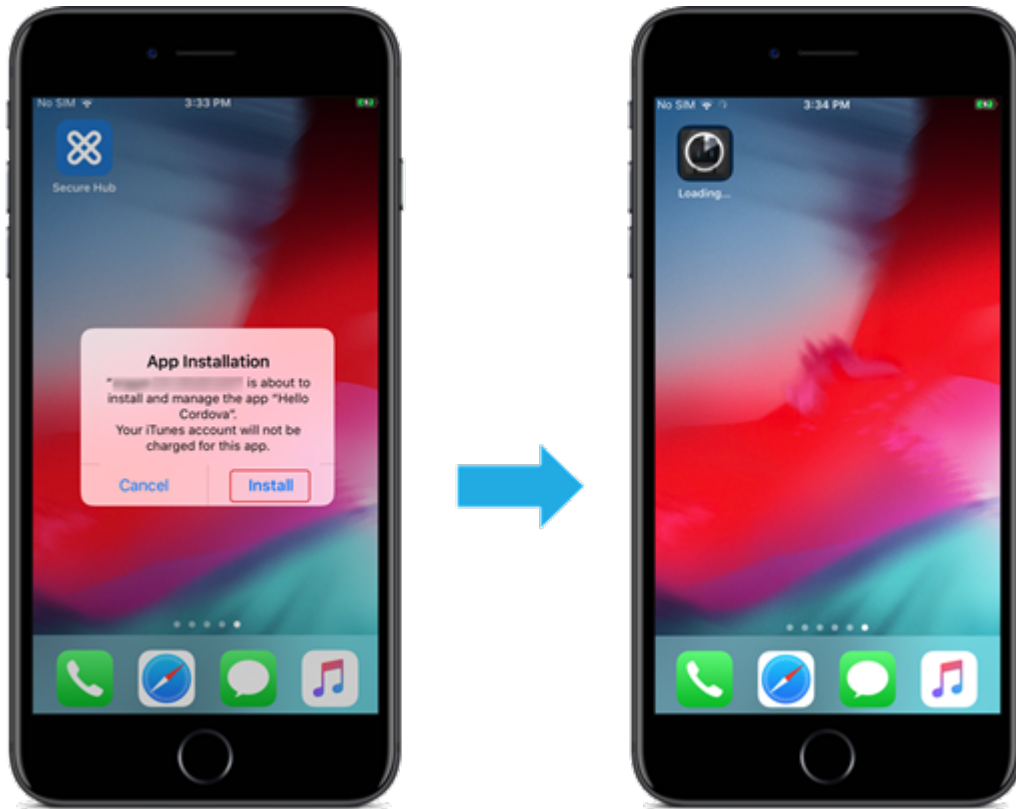 No SIM 3:33 PM
Secure Hub
App Installation
" is about to
install and manage the app "Hello
Cordova".
Your iTunes account will not be
charged for this app.
Cancel Install
No SIM 3:34 PM
Loading...